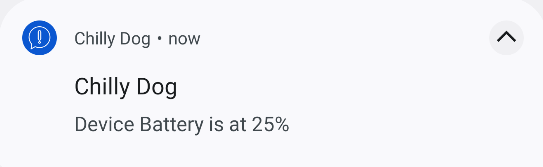 Chilly Dog • now
Chilly Dog
Device Battery is at 25%